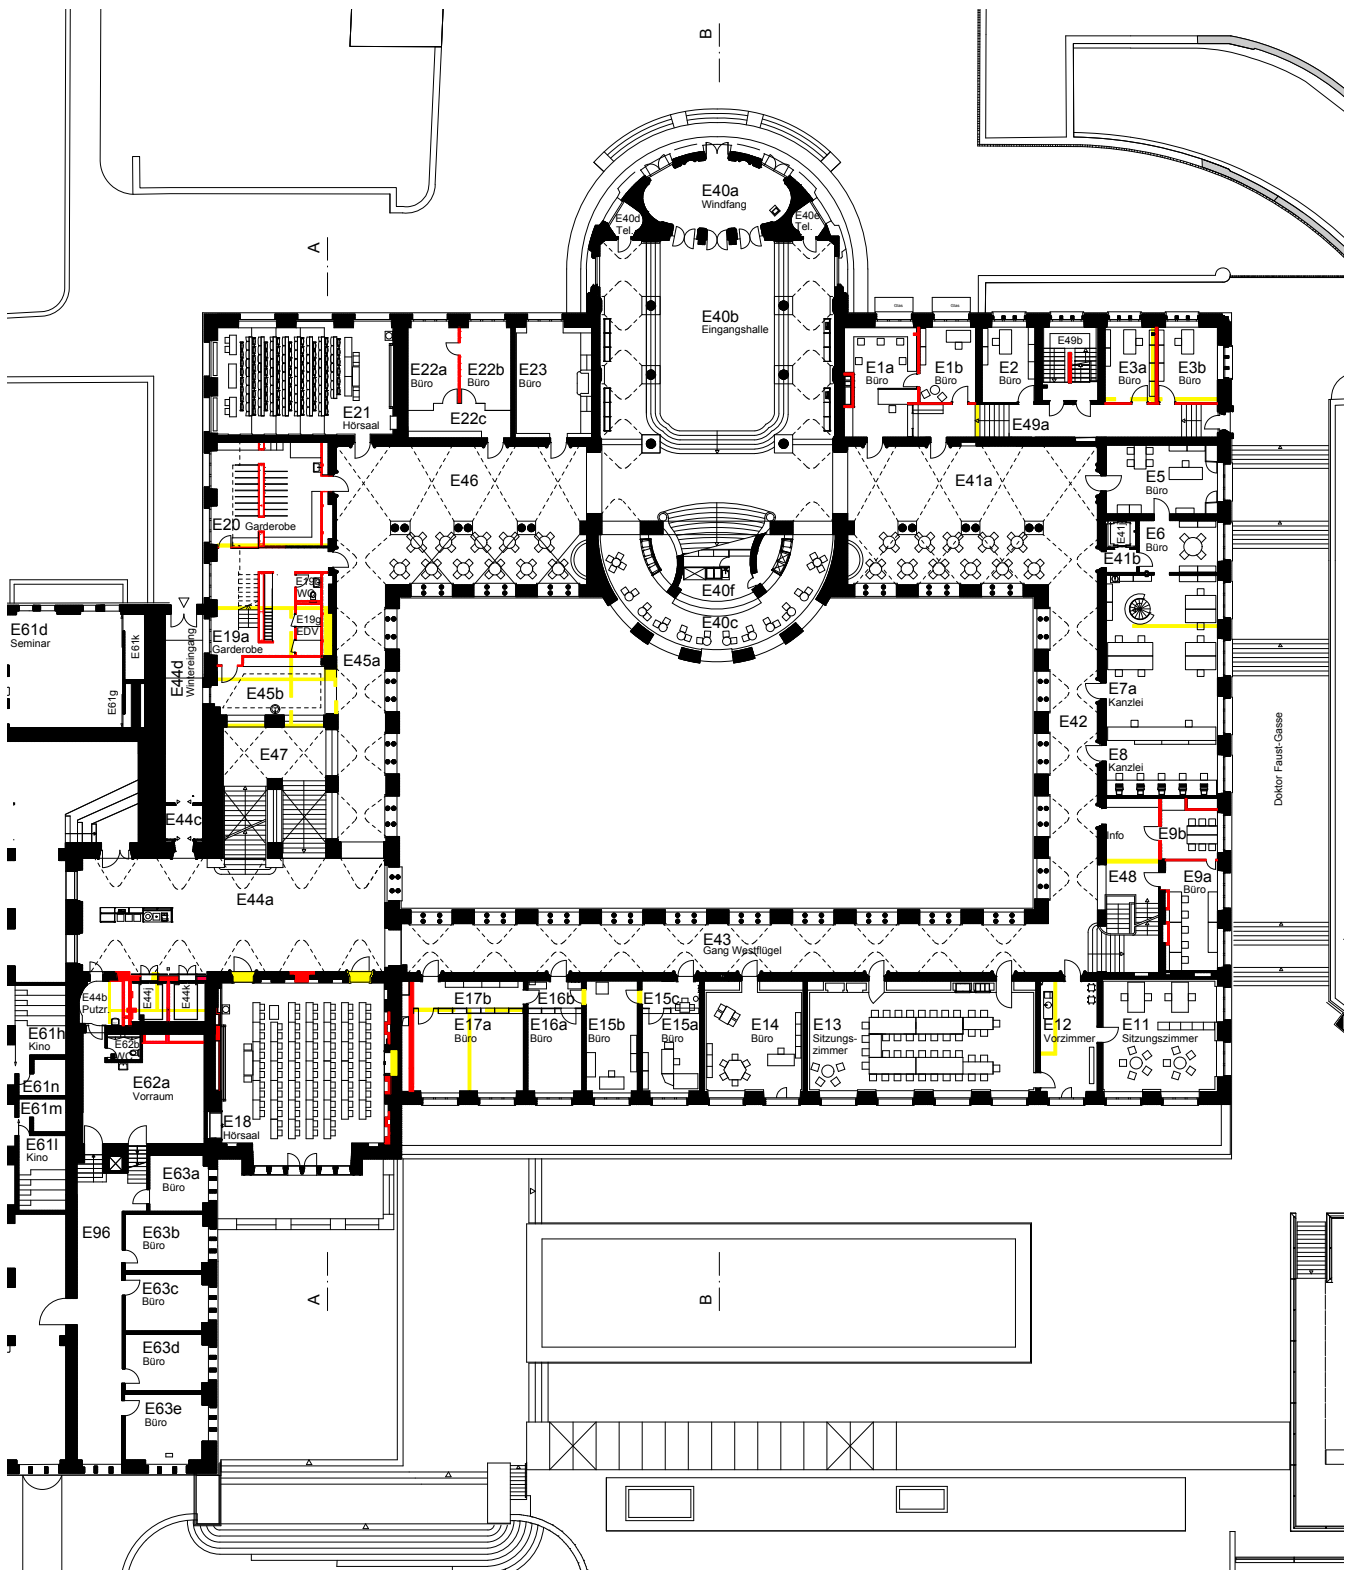 B
A
E40a
Windfang
E40d
Tel.
E40e
Tel.
E40b
Eingangshalle
E21
Hörsaal
E22a
Büro
E22b
Büro
E22c
E23
Büro
E1a
Büro
E1b
Büro
E2
Büro
E49b
E3a
Büro
E3b
Büro
E49a
E46
E41a
E5
Büro
E20
Garderobe
E41b
E6
Büro
E40f
E40c
WC
E19g
EDV
E19a
Garderobe
E45a
E45b
E47
E61d
Seminar
E61k
E61g
E44d
Wintereingang
E44c
E42
E7a
Kanzlei
E8
Kanzlei
Doktor Faust-Gasse
Info
E9b
E48
E9a
Büro
E44a
E43
Gang Westflügel
E44b
Putzr.
E44j
E44k
E61h
Kino
E62b
WC
E61n
E61m
E61l
Kino
E62a
Vorraum
E18
Hörsaal
E17b
E17a
Büro
E16b
E16a
Büro
E15b
Büro
E15c
E15a
Büro
E14
Büro
E13
Sitzungs-
zimmer
E12
Vorzimmer
E11
Sitzungszimmer
E63a
Büro
E96
E63b
Büro
E63c
Büro
E63d
Büro
E63e
Büro
A
B